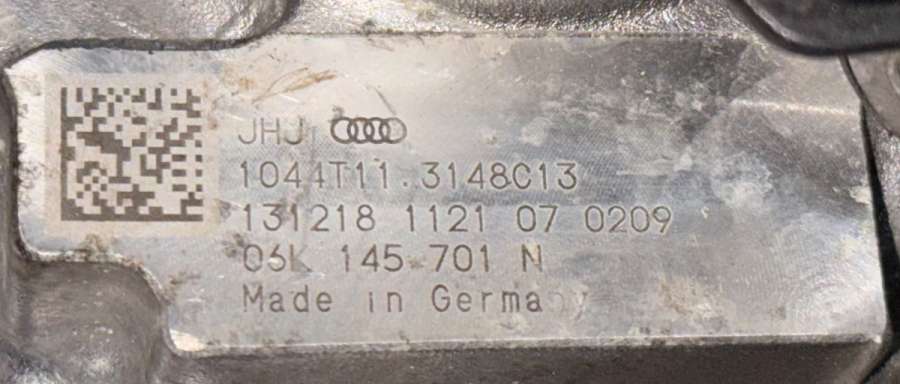 JHJ
1044T11.3148C13
131218 1121 07 0209
06K 145 701 N
Made in Germany